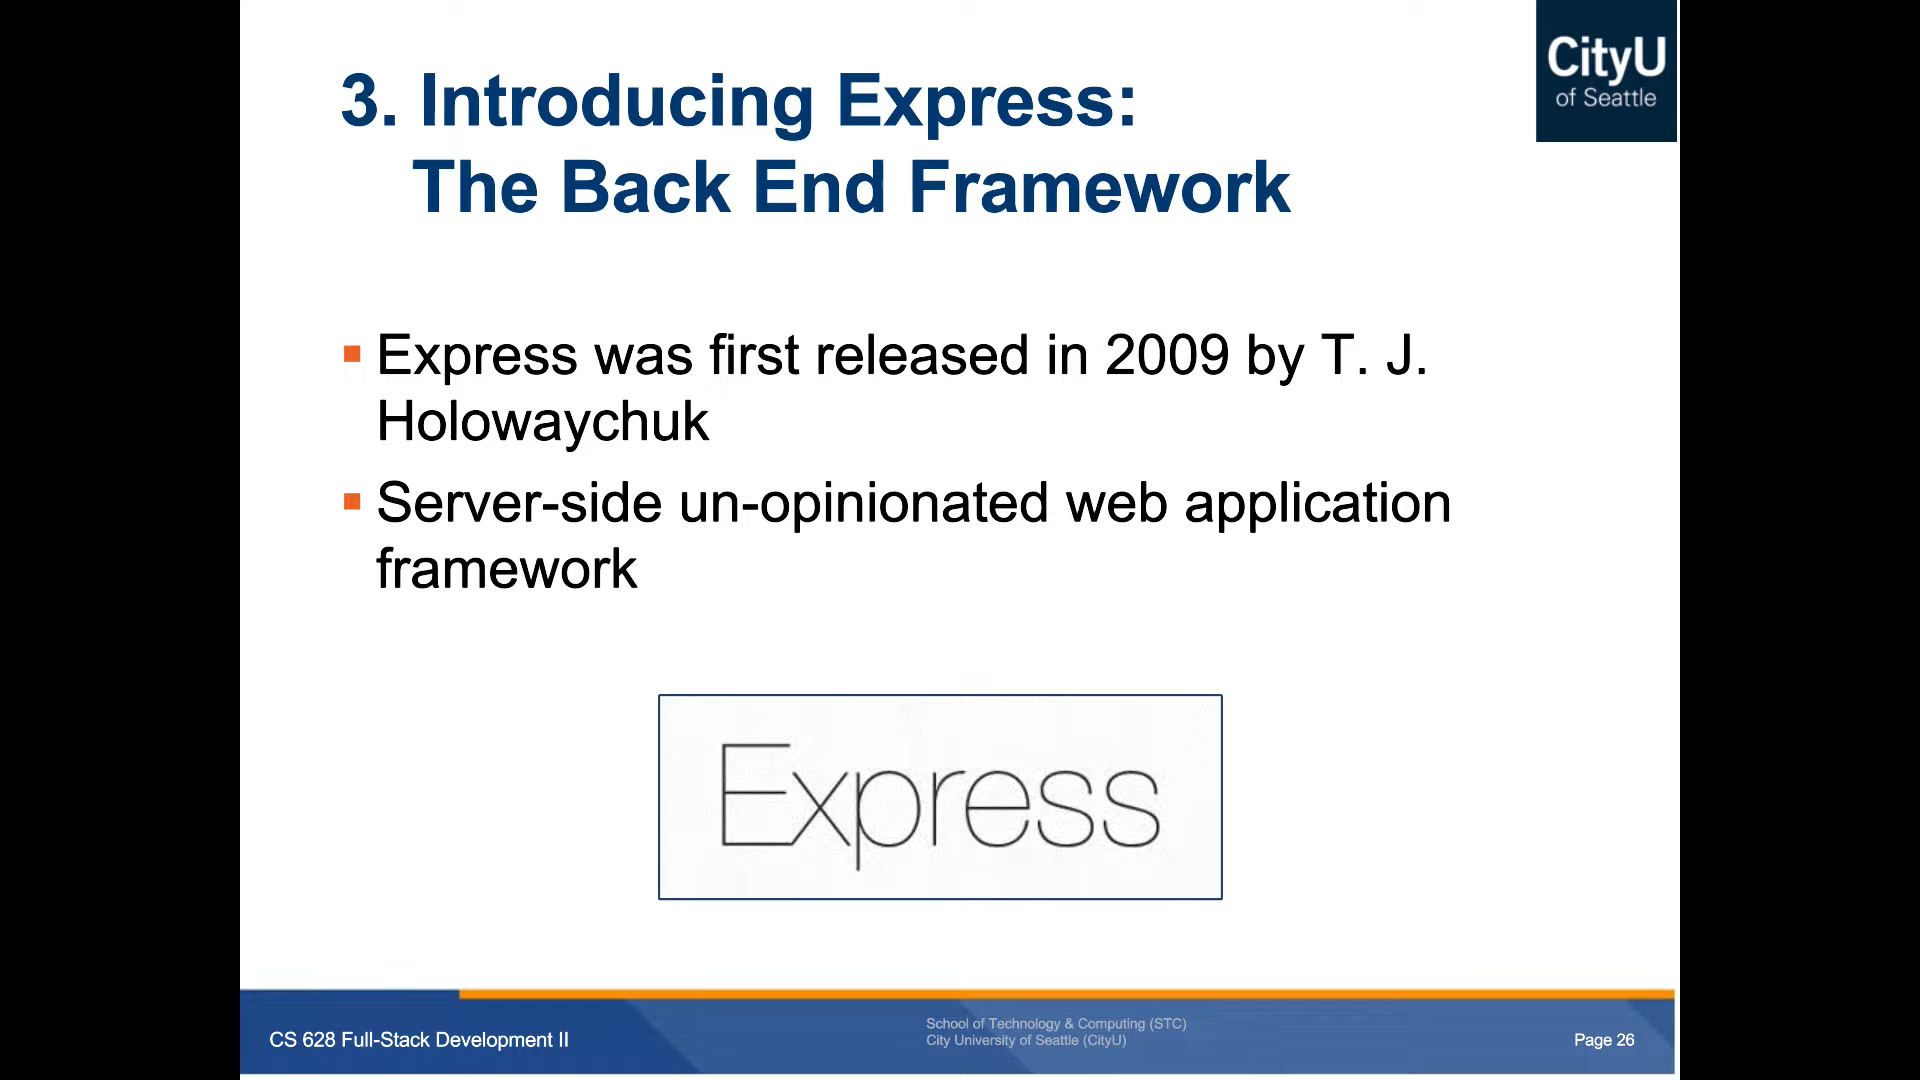 CityU
of Seattle
3. Introducing Express:
The Back End Framework
Express was first released in 2009 by T. J.
Holowaychuk
Server-side un-opinionated web application
framework
Express
CS 628 Full-Stack Development II
School of Technology & Computing (STC)
City University of Seattle (CityU)
Page 26